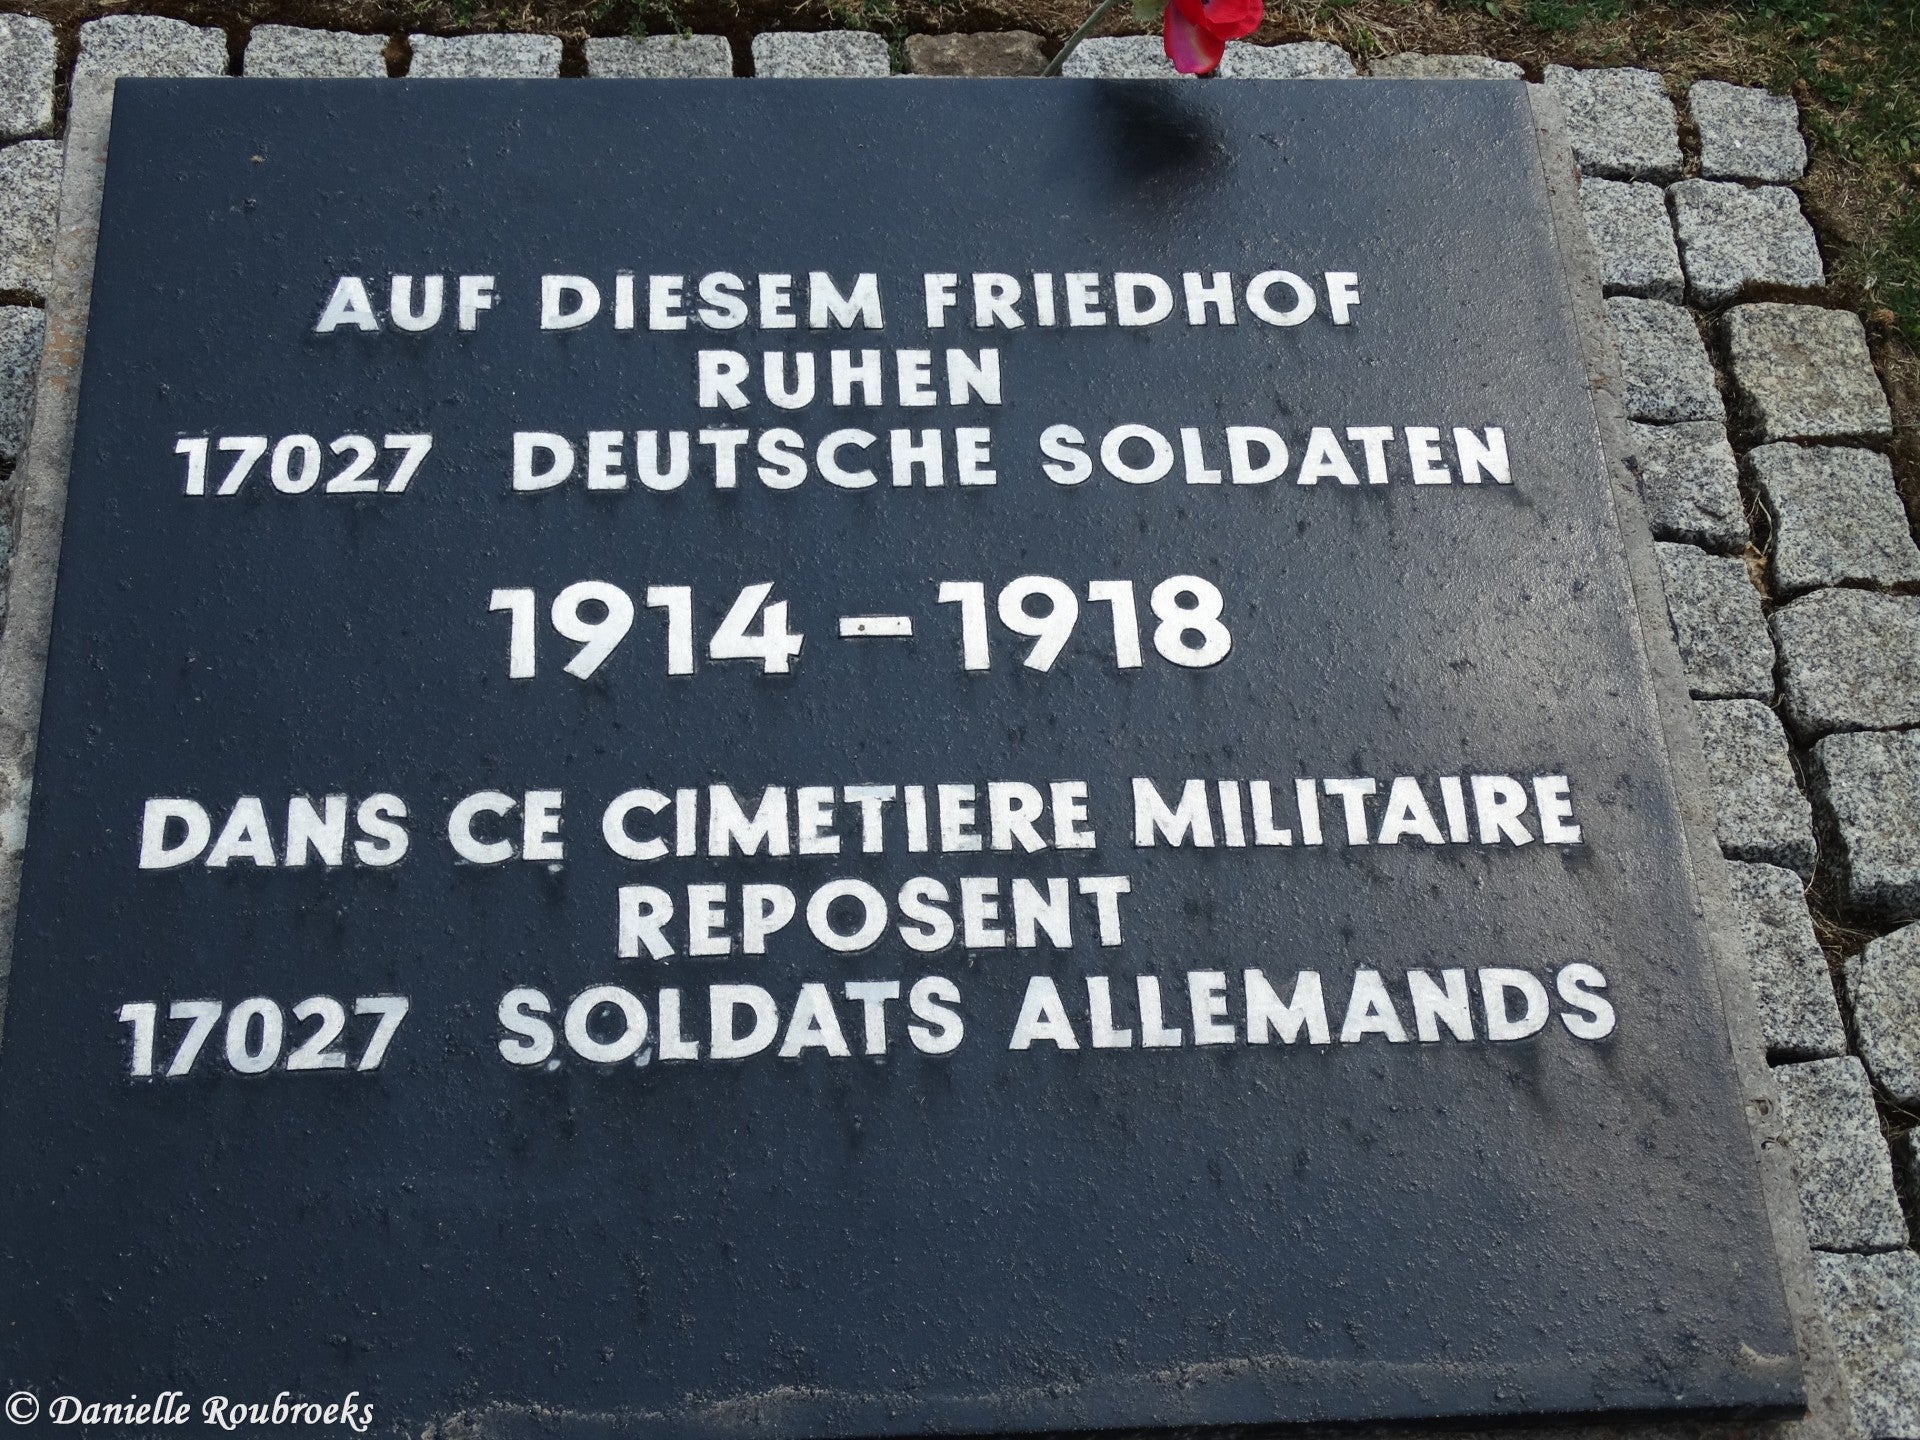 AUF DIESEM FRIEDHOF
RUHEN
17027 DEUTSCHE SOLDATEN
1914 - 1918
DANS CE CIMETIERE MILITAIRE
REPOSENT
17027 SOLDATS ALLEMANDS
© Danielle Roubroeks